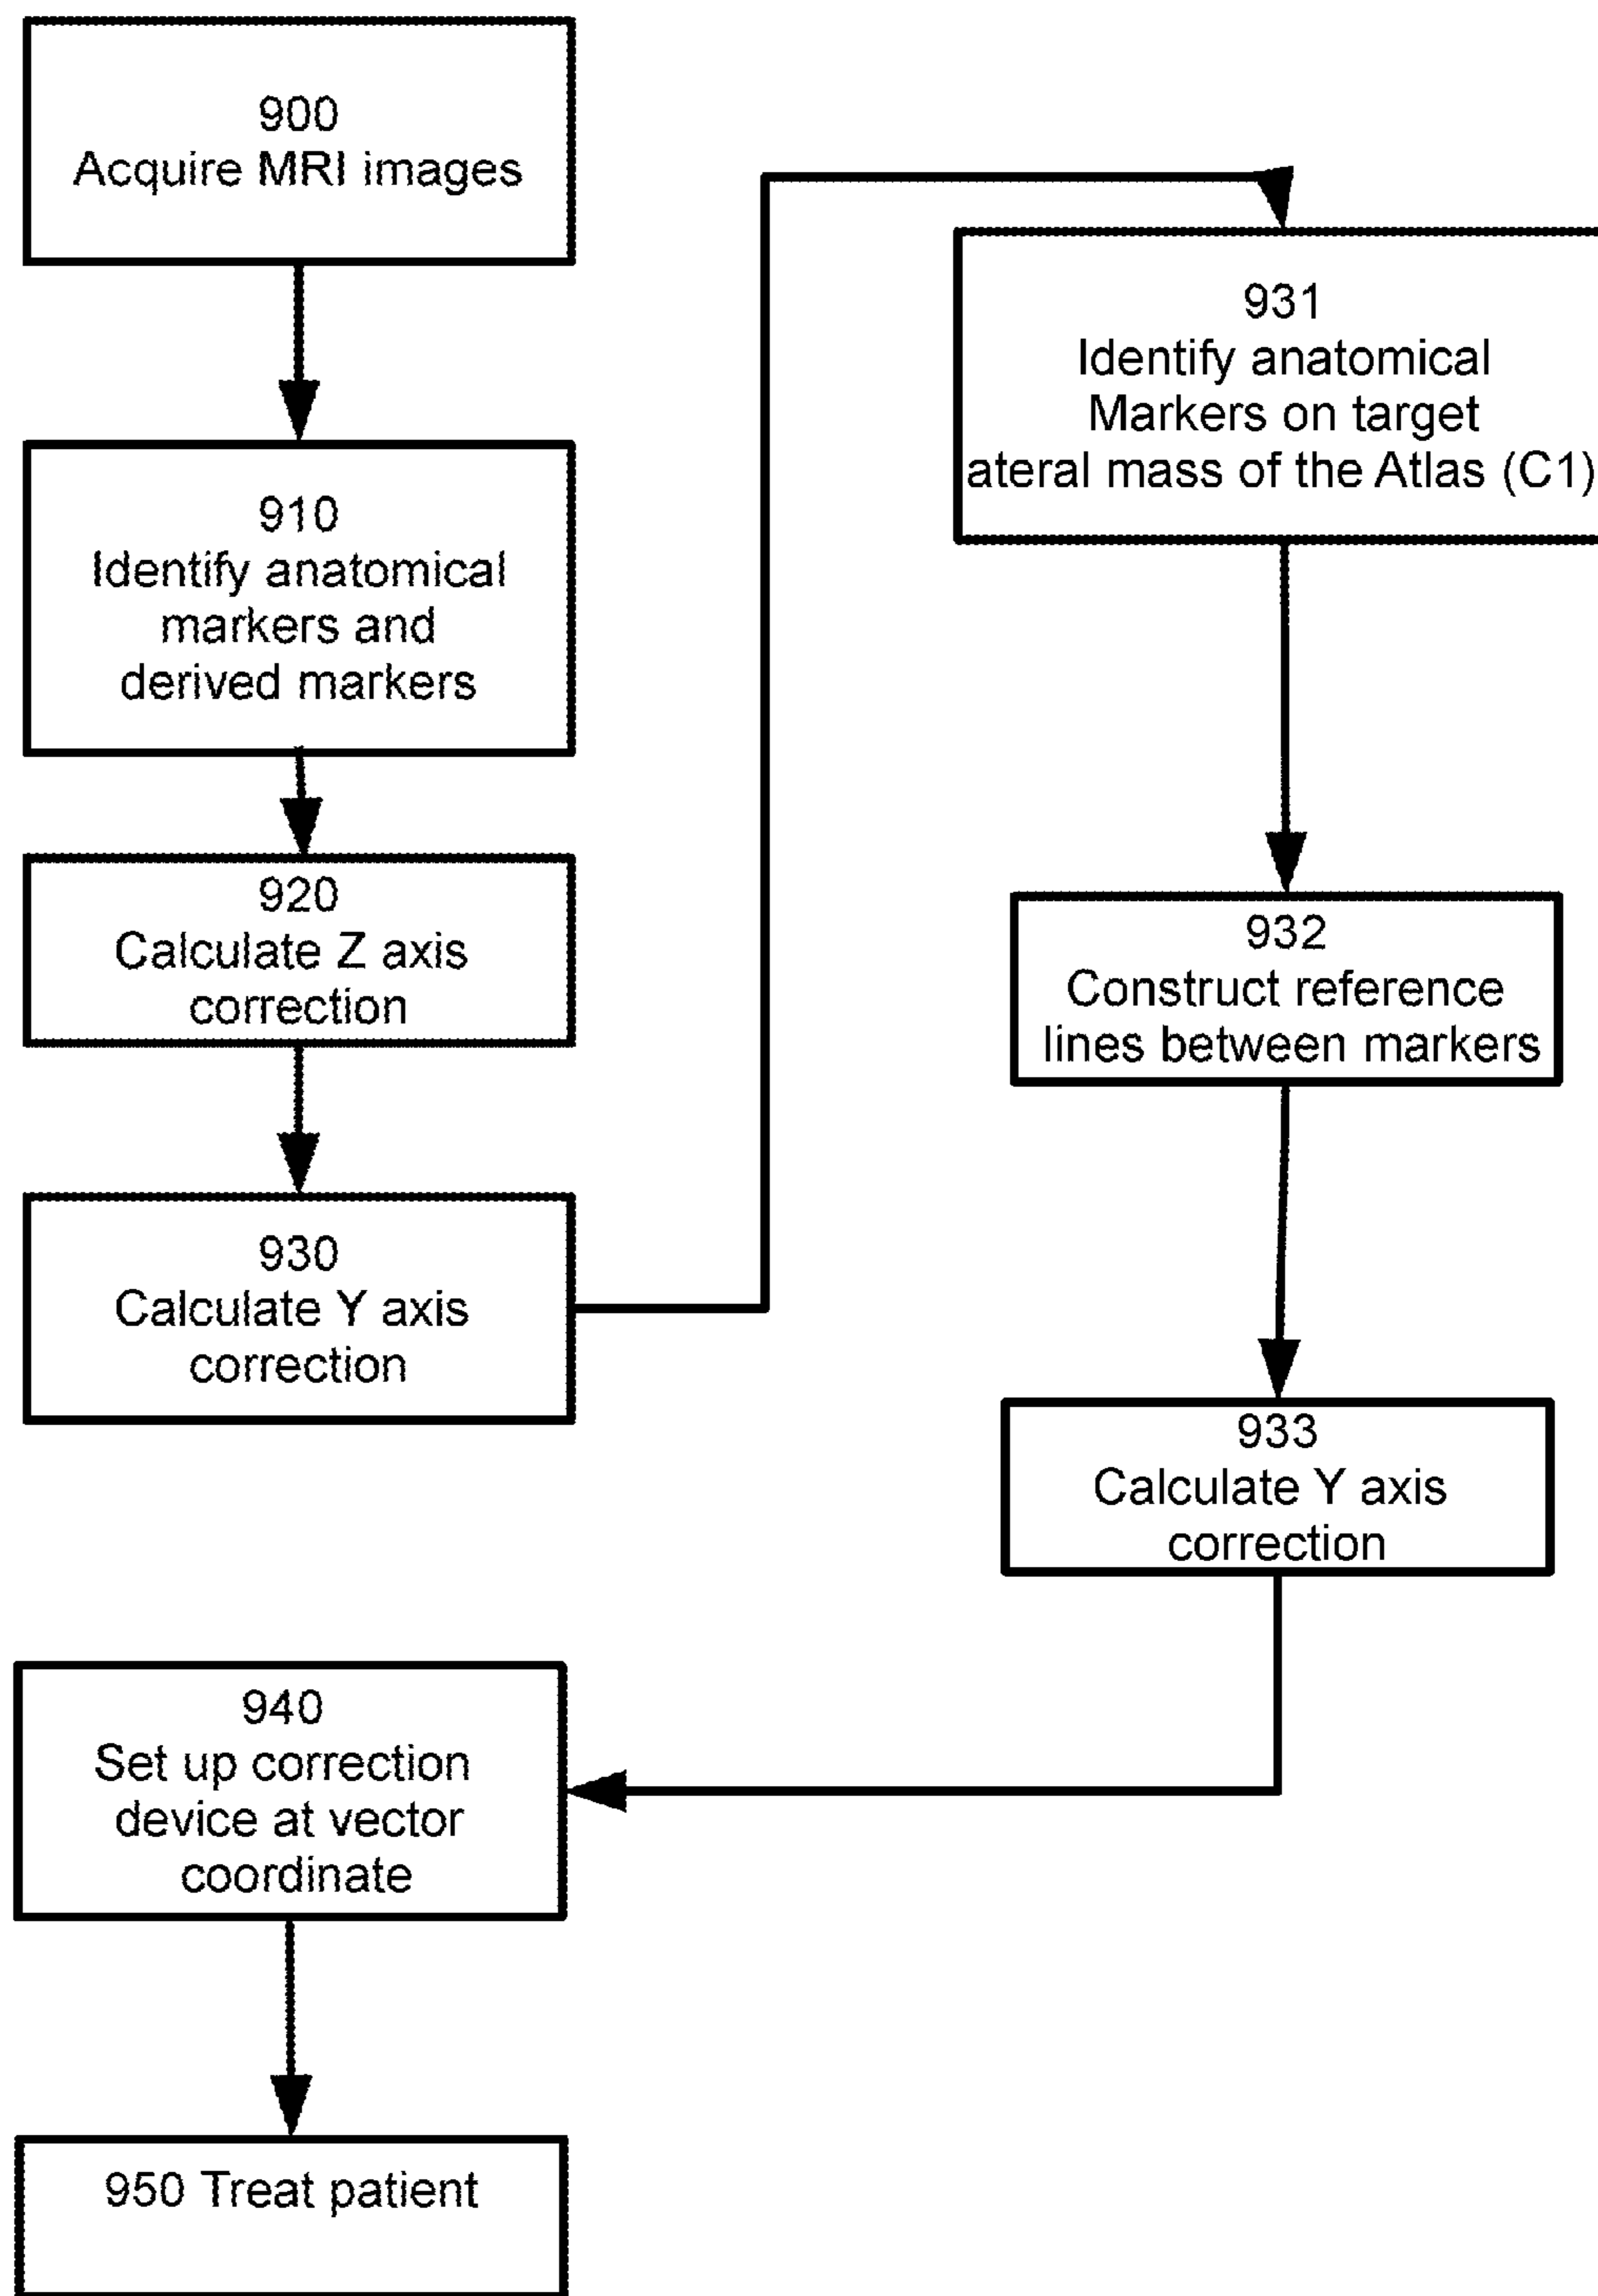 900
Acquire MRI images
910
Identify anatomical
markers and
derived markers
920
Calculate Z axis
correction
930
Calculate Y axis
correction
931
Identify anatomical
Markers on target
ateral mass of the Atlas (C1)
932
Construct reference
lines between markers
933
Calculate Y axis
correction
940
Set up correction
device at vector
coordinate
950 Treat patient